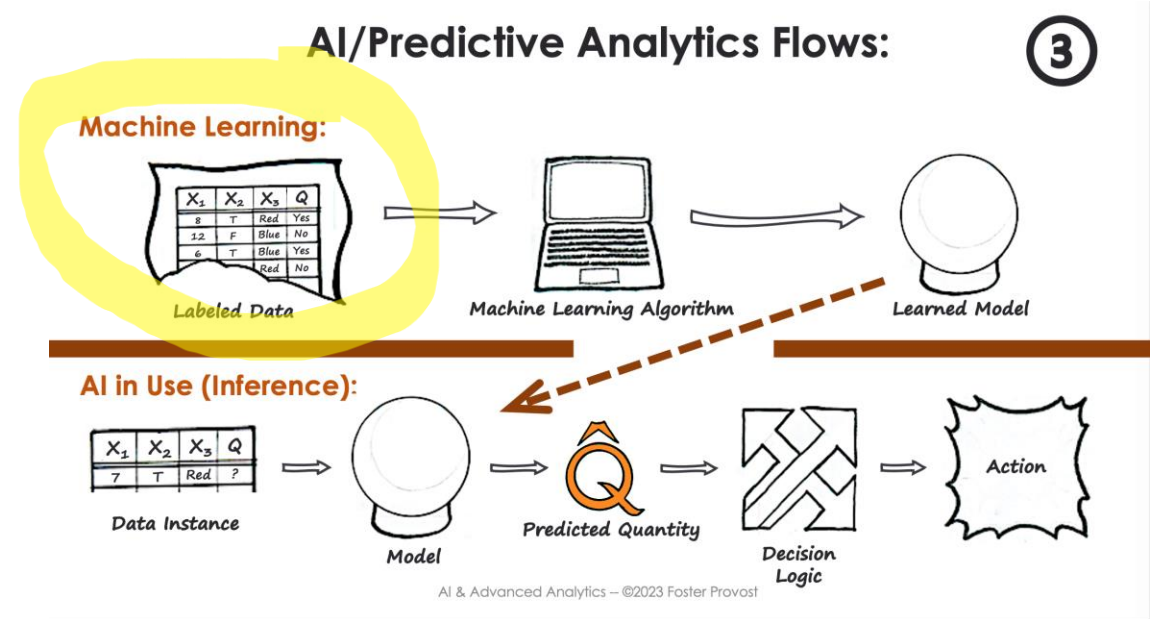 AI/Predictive Analytics Flows:
3
Machine Learning:
X₁ X₂ X₃ Q
8 T Red Yes
12 F Blue No
6 T Blue Yes
Red No
Labeled Data
Machine Learning Algorithm
Learned Model
AI in Use (Inference):
X₁ X₂ X₃ Q
7 T Red ?
Data Instance
Model
Q̂
Predicted Quantity
Decision
Logic
Action
AI & Advanced Analytics – ©2023 Foster Provost